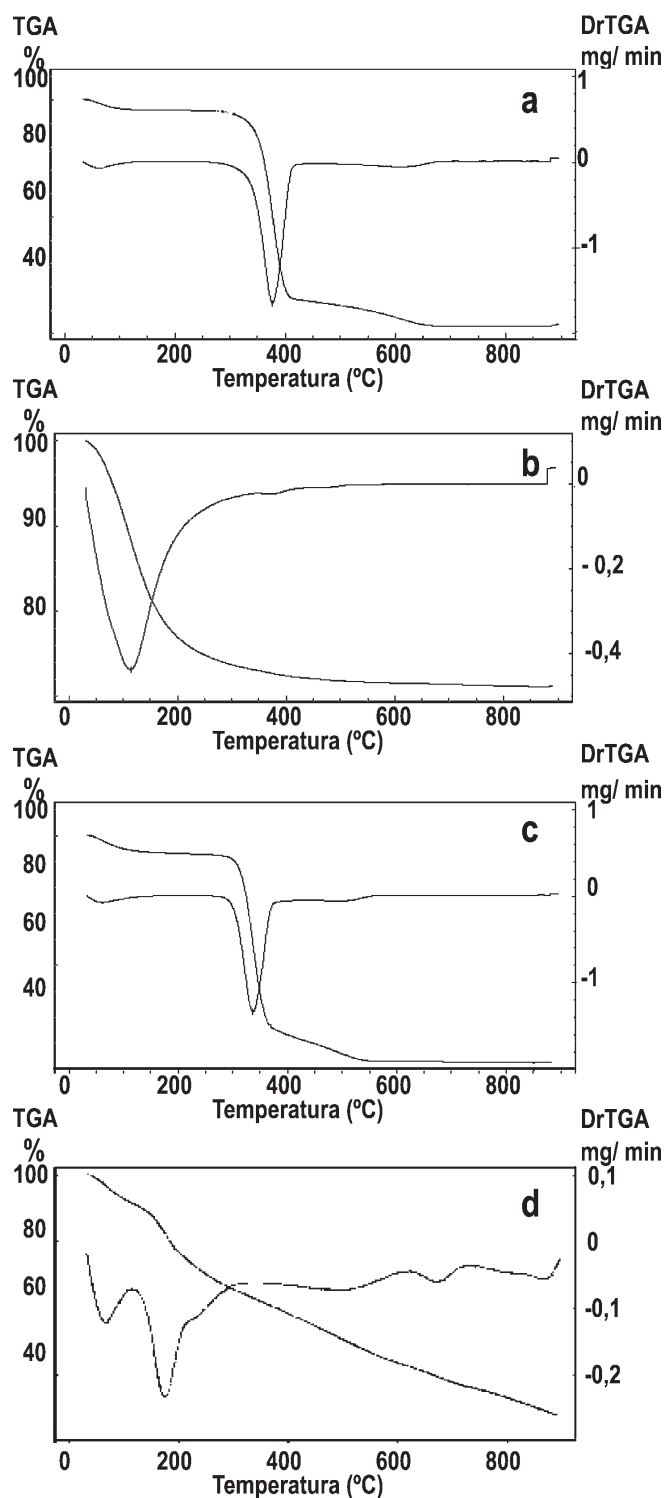 TGA
%
DrTGA
mg/ min
100
80
60
40
a
1
0
-1
0 200 400 600 800
Temperatura (ºC)
TGA
%
DrTGA
mg/ min
100
90
80
b
0
- 0,2
-0,4
0 200 400 600 800
Temperatura (ºC)
TGA
%
DrTGA
mg/ min
100
80
60
40
c
1
0
-1
0 200 400 600 800
Temperatura (ºC)
TGA
%
DrTGA
mg/ min
100
80
60
40
d
0,1
0
-0,1
-0,2
0 200 400 600 800
Temperatura (ºC)